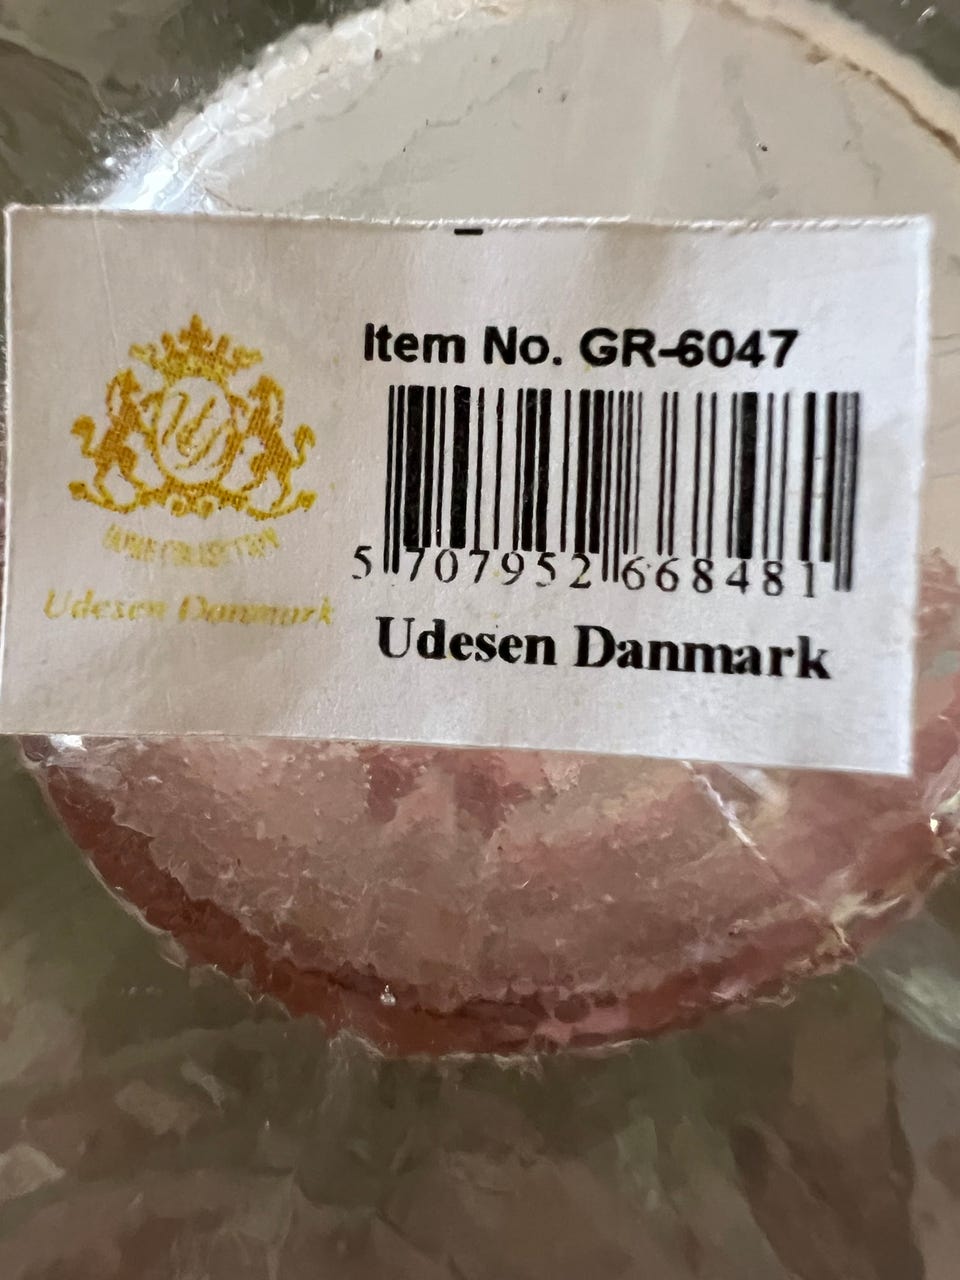 Item No. GR-6047
5 707952 668481
Udesen Danmark
Udesen Danmark